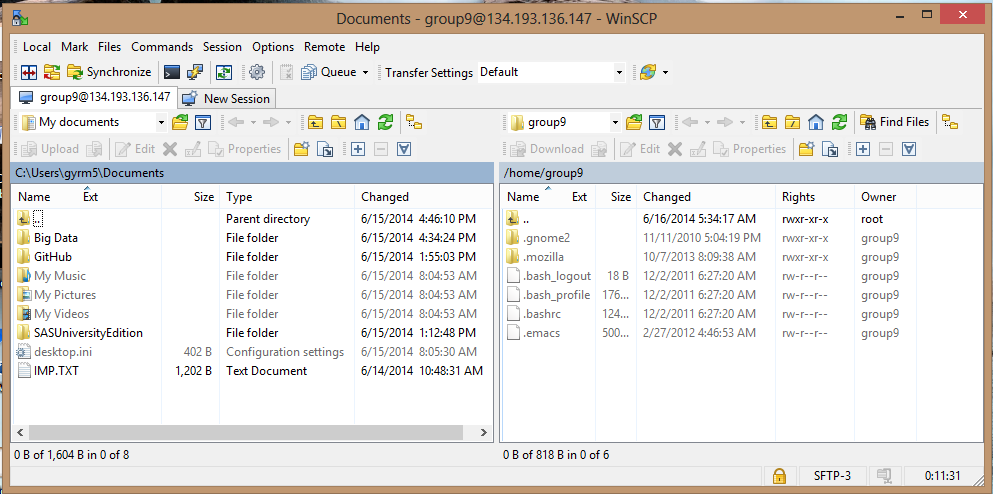 Documents - group9@134.193.136.147 - WinSCP
Local Mark Files Commands Session Options Remote Help
Synchronize Queue Transfer Settings Default
group9@134.193.136.147 New Session
My documents group9 Find Files
Upload Edit Properties Download Edit Properties
C:\Users\gyrm5\Documents /home/group9
Name Ext Size Type Changed Name Ext Size Changed Rights Owner
.. Parent directory 6/15/2014 4:46:10 PM .. 6/16/2014 5:34:17 AM rwxr-xr-x root
Big Data File folder 6/15/2014 4:34:24 PM .gnome2 11/11/2010 5:04:19 PM rwxr-xr-x group9
GitHub File folder 6/15/2014 1:55:03 PM .mozilla 10/7/2013 8:09:38 AM rwxr-xr-x group9
My Music File folder 6/15/2014 8:04:53 AM .bash_logout 18 B 12/2/2011 6:27:20 AM rw-r--r-- group9
My Pictures File folder 6/15/2014 8:04:53 AM .bash_profile 176... 12/2/2011 6:27:20 AM rw-r--r-- group9
My Videos File folder 6/15/2014 8:04:53 AM .bashrc 124... 12/2/2011 6:27:20 AM rw-r--r-- group9
SASUniversityEdition File folder 6/15/2014 1:12:48 PM .emacs 500... 2/27/2012 4:46:53 AM rw-r--r-- group9
desktop.ini 402 B Configuration settings 6/15/2014 8:05:30 AM
IMP.TXT 1,202 B Text Document 6/14/2014 10:48:31 AM
0 B of 1,604 B in 0 of 8 0 B of 818 B in 0 of 6
SFTP-3 0:11:31